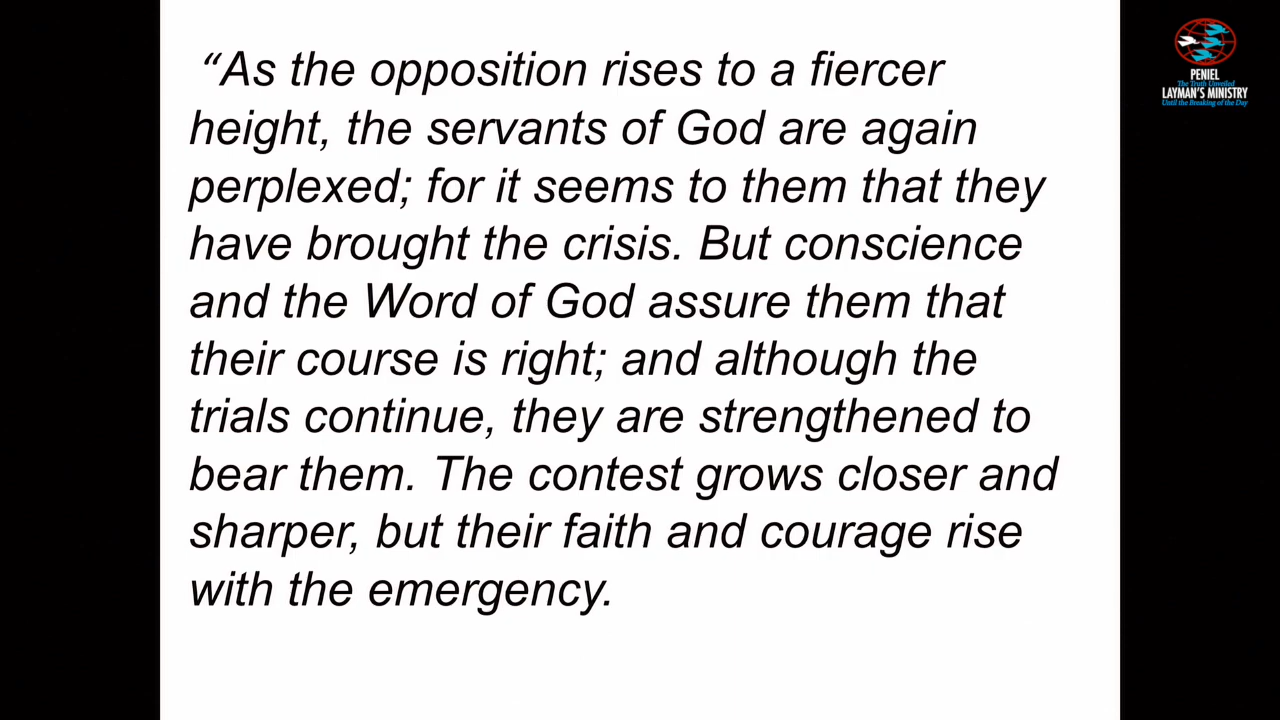 “As the opposition rises to a fiercer
height, the servants of God are again
perplexed; for it seems to them that they
have brought the crisis. But conscience
and the Word of God assure them that
their course is right; and although the
trials continue, they are strengthened to
bear them. The contest grows closer and
sharper, but their faith and courage rise
with the emergency.
PENIEL
The Truth Unveiled
LAYMAN'S MINISTRY
Until the Breaking of the Day